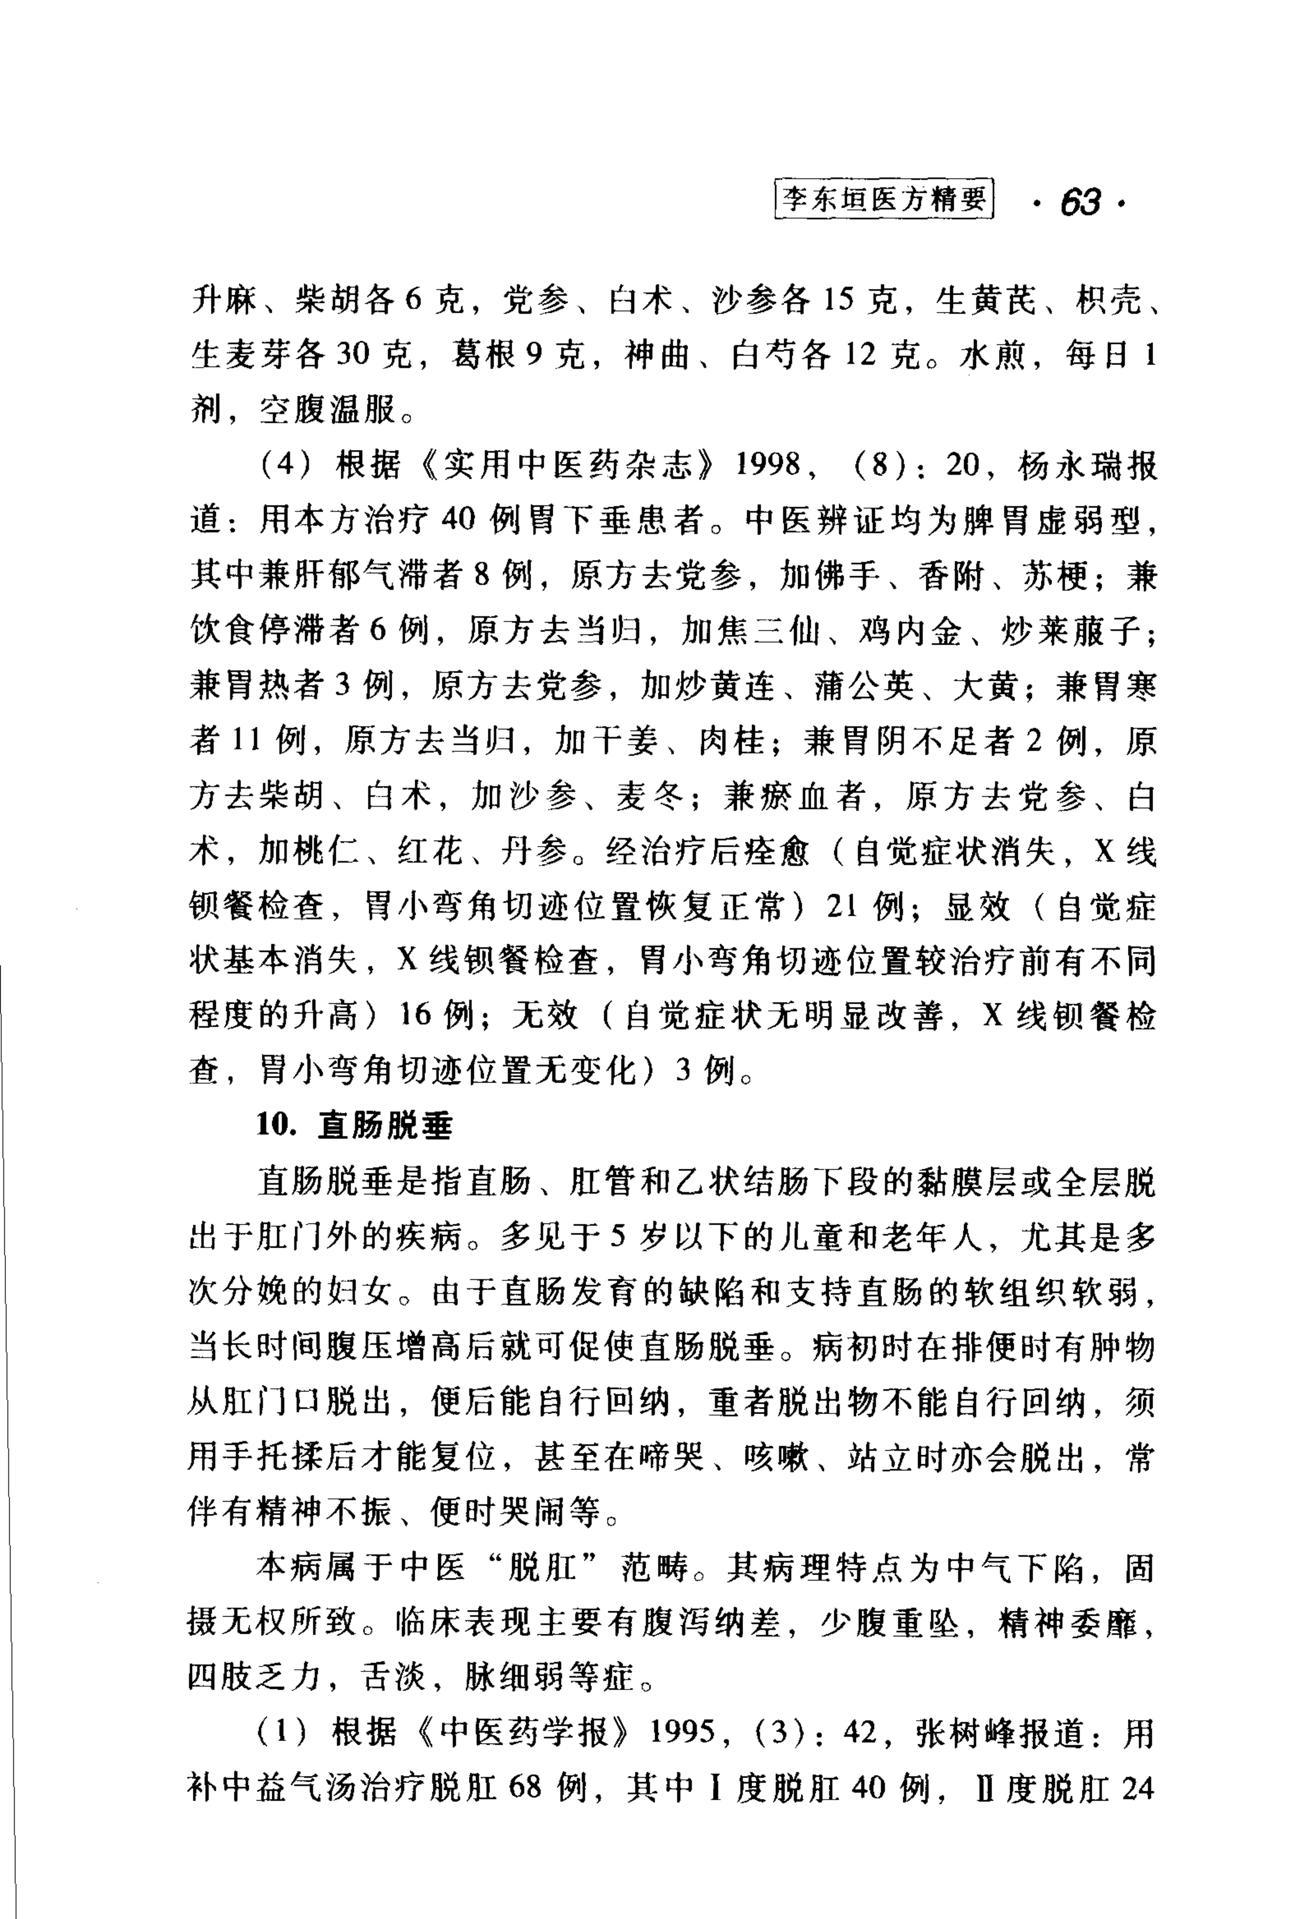 李东垣医方精要 · 63 ·
升麻、柴胡各 6 克，党参、白术、沙参各 15 克，生黄芪、枳壳、
生麦芽各 30 克，葛根 9 克，神曲、白芍各 12 克。水煎，每日 1
剂，空腹温服。
（4）根据《实用中医药杂志》1998，（8）：20，杨永瑞报
道：用本方治疗 40 例胃下垂患者。中医辨证均为脾胃虚弱型，
其中兼肝郁气滞者 8 例，原方去党参，加佛手、香附、苏梗；兼
饮食停滞者 6 例，原方去当归，加焦三仙、鸡内金、炒莱菔子；
兼胃热者 3 例，原方去党参，加炒黄连、蒲公英、大黄；兼胃寒
者 11 例，原方去当归，加干姜、肉桂；兼胃阴不足者 2 例，原
方去柴胡、白术，加沙参、麦冬；兼瘀血者，原方去党参、白
术，加桃仁、红花、丹参。经治疗后痊愈（自觉症状消失，X 线
钡餐检查，胃小弯角切迹位置恢复正常）21 例；显效（自觉症
状基本消失，X 线钡餐检查，胃小弯角切迹位置较治疗前有不同
程度的升高）16 例；无效（自觉症状无明显改善，X 线钡餐检
查，胃小弯角切迹位置无变化）3 例。
10. 直肠脱垂
直肠脱垂是指直肠、肛管和乙状结肠下段的黏膜层或全层脱
出于肛门外的疾病。多见于 5 岁以下的儿童和老年人，尤其是多
次分娩的妇女。由于直肠发育的缺陷和支持直肠的软组织软弱，
当长时间腹压增高后就可促使直肠脱垂。病初时在排便时有肿物
从肛门口脱出，便后能自行回纳，重者脱出物不能自行回纳，须
用手托揉后才能复位，甚至在啼哭、咳嗽、站立时亦会脱出，常
伴有精神不振、便时哭闹等。
本病属于中医“脱肛”范畴。其病理特点为中气下陷，固
摄无权所致。临床表现主要有腹泻纳差，少腹重坠，精神委靡，
四肢乏力，舌淡，脉细弱等症。
（1）根据《中医药学报》1995，（3）：42，张树峰报道：用
补中益气汤治疗脱肛 68 例，其中Ⅰ度脱肛 40 例，Ⅱ度脱肛 24